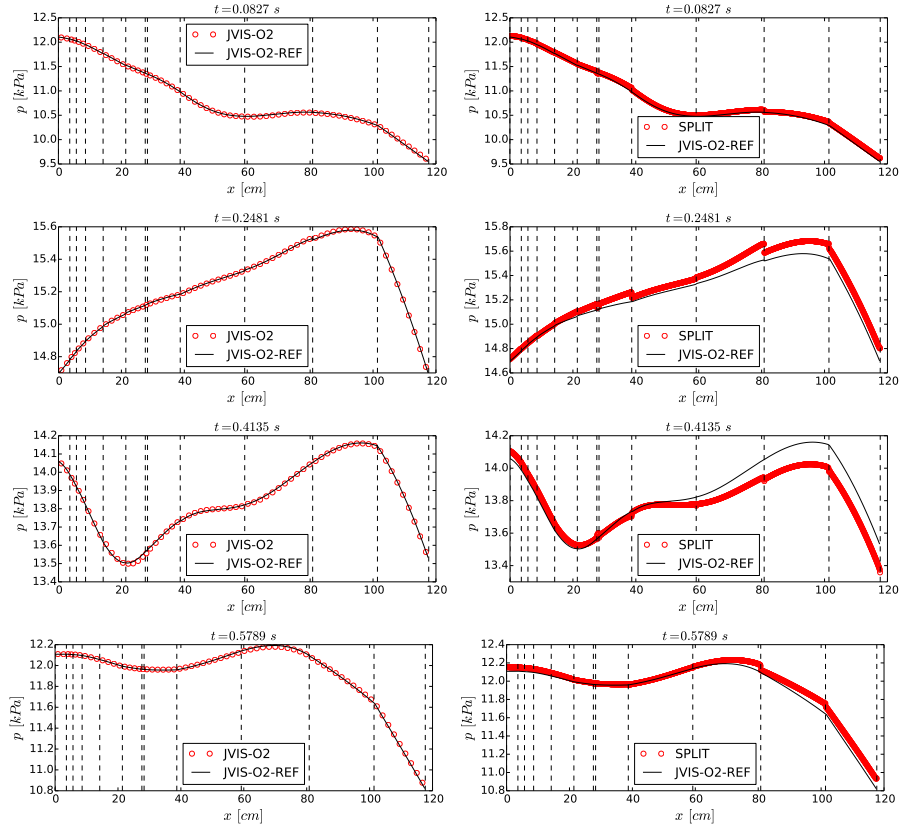 t=0.0827 s
p [kPa]
12.5
12.0
11.5
11.0
10.5
10.0
9.5
JVIS-O2
JVIS-O2-REF
0 20 40 60 80 100 120
x [cm]
t=0.0827 s
p [kPa]
12.5
12.0
11.5
11.0
10.5
10.0
9.5
SPLIT
JVIS-O2-REF
0 20 40 60 80 100 120
x [cm]
t=0.2481 s
p [kPa]
15.6
15.4
15.2
15.0
14.8
JVIS-O2
JVIS-O2-REF
0 20 40 60 80 100 120
x [cm]
t=0.2481 s
p [kPa]
15.8
15.6
15.4
15.2
15.0
14.8
14.6
SPLIT
JVIS-O2-REF
0 20 40 60 80 100 120
x [cm]
t=0.4135 s
p [kPa]
14.2
14.1
14.0
13.9
13.8
13.7
13.6
13.5
13.4
JVIS-O2
JVIS-O2-REF
0 20 40 60 80 100 120
x [cm]
t=0.4135 s
p [kPa]
14.2
14.0
13.8
13.6
13.4
SPLIT
JVIS-O2-REF
0 20 40 60 80 100 120
x [cm]
t=0.5789 s
p [kPa]
12.2
12.0
11.8
11.6
11.4
11.2
11.0
10.8
JVIS-O2
JVIS-O2-REF
0 20 40 60 80 100 120
x [cm]
t=0.5789 s
p [kPa]
12.4
12.2
12.0
11.8
11.6
11.4
11.2
11.0
10.8
SPLIT
JVIS-O2-REF
0 20 40 60 80 100 120
x [cm]